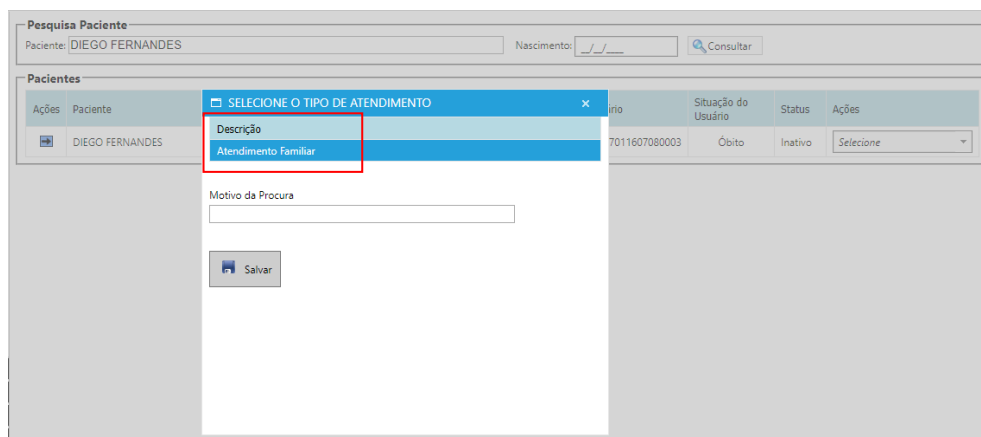 Pesquisa Paciente
Paciente: DIEGO FERNANDES Nascimento: __/__/____ Consultar
Pacientes
SELECIONE O TIPO DE ATENDIMENTO ×
Ações Paciente Situação do Usuário Status Ações
Descrição
DIEGO FERNANDES 7011607080003 Óbito Inativo Selecione
Atendimento Familiar
Motivo da Procura
Salvar